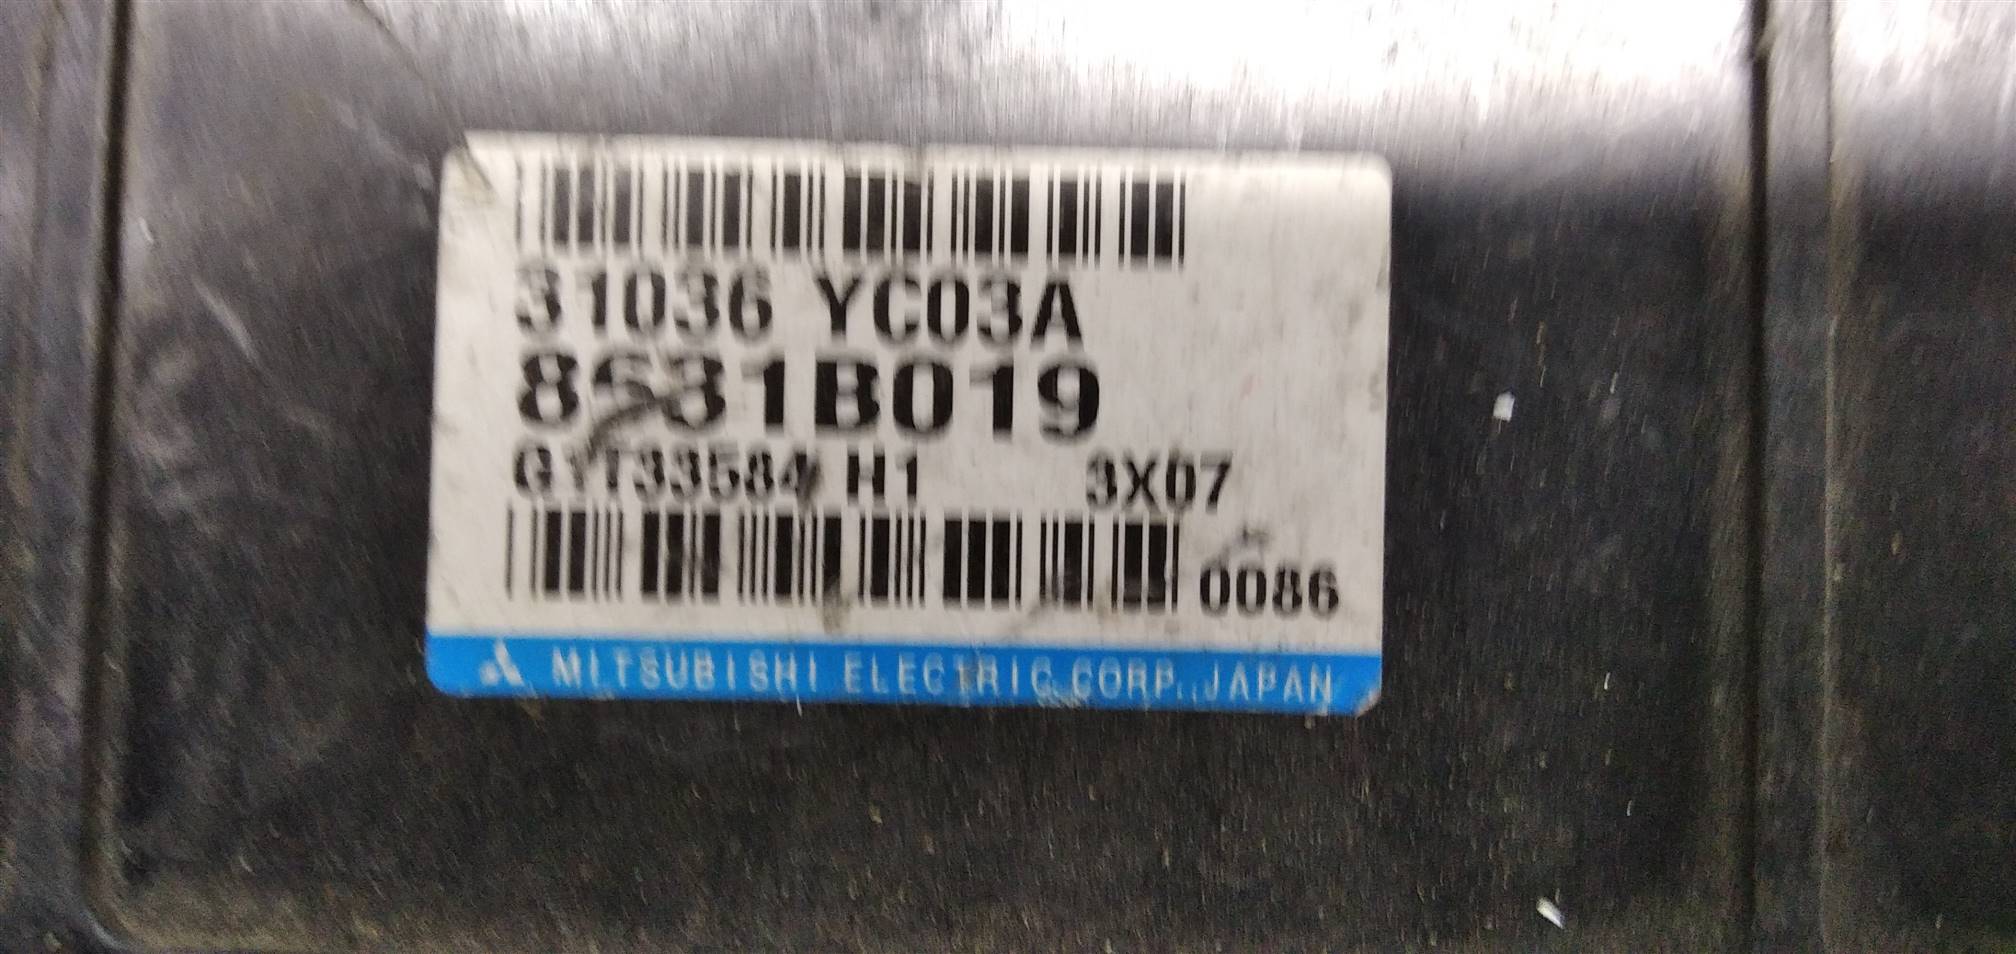 31036 YC03A
8631B019
G1T33584 H1 3X07
0086
MITSUBISHI ELECTRIC CORP. JAPAN